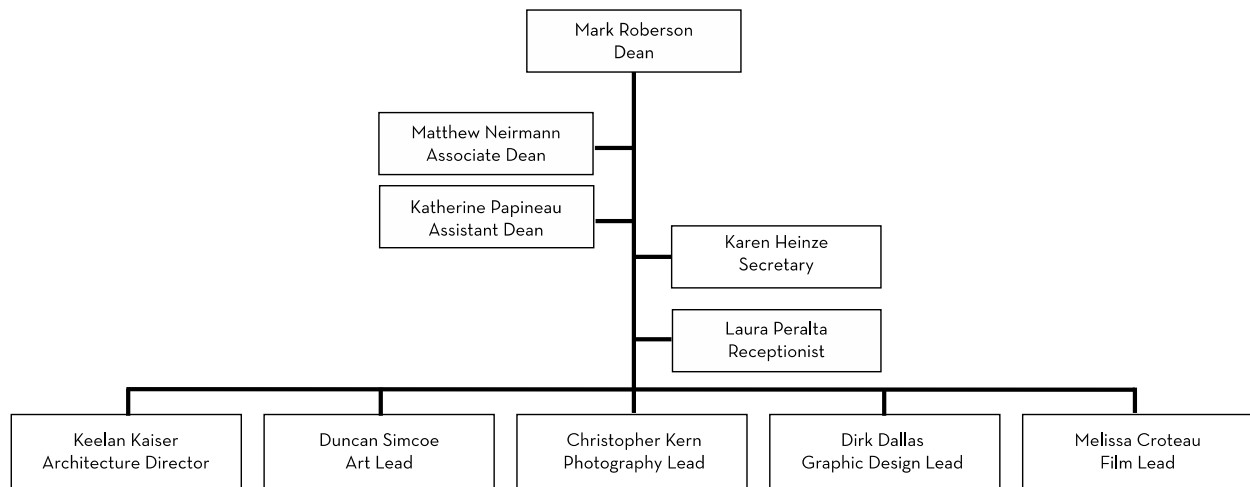 Mark Roberson
Dean
Matthew Neirmann
Associate Dean
Katherine Papineau
Assistant Dean
Karen Heinze
Secretary
Laura Peralta
Receptionist
Keelan Kaiser
Architecture Director
Duncan Simcoe
Art Lead
Christopher Kern
Photography Lead
Dirk Dallas
Graphic Design Lead
Melissa Croteau
Film Lead